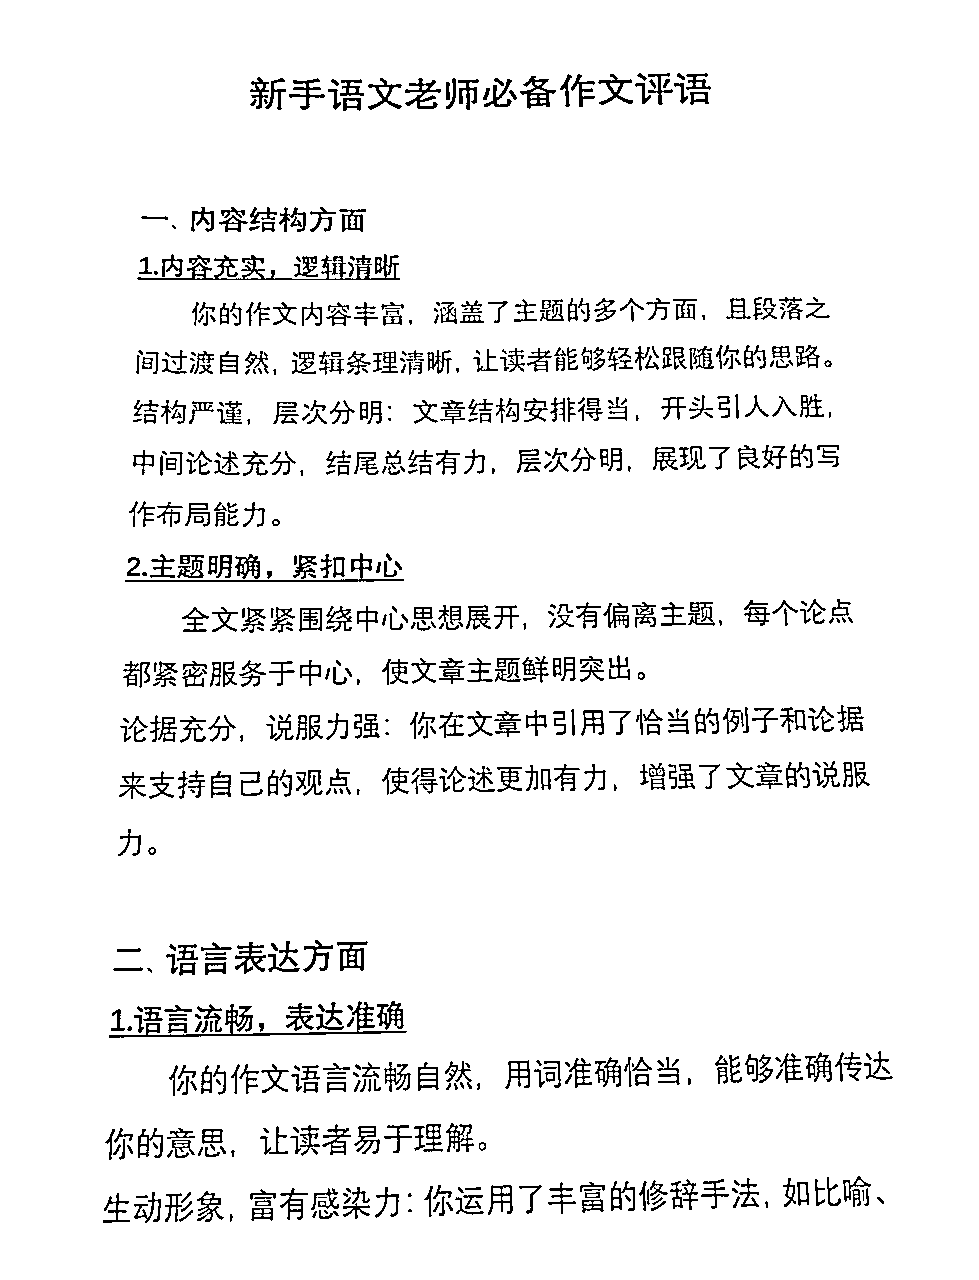 新手语文老师必备作文评语
一、内容结构方面
1.内容充实，逻辑清晰
你的作文内容丰富，涵盖了主题的多个方面，且段落之
间过渡自然，逻辑条理清晰，让读者能够轻松跟随你的思路。
结构严谨，层次分明：文章结构安排得当，开头引人入胜，
中间论述充分，结尾总结有力，层次分明，展现了良好的写
作布局能力。
2.主题明确，紧扣中心
全文紧紧围绕中心思想展开，没有偏离主题，每个论点
都紧密服务于中心，使文章主题鲜明突出。
论据充分，说服力强：你在文章中引用了恰当的例子和论据
来支持自己的观点，使得论述更加有力，增强了文章的说服
力。
二、语言表达方面
1.语言流畅，表达准确
你的作文语言流畅自然，用词准确恰当，能够准确传达
你的意思，让读者易于理解。
生动形象，富有感染力：你运用了丰富的修辞手法，如比喻、